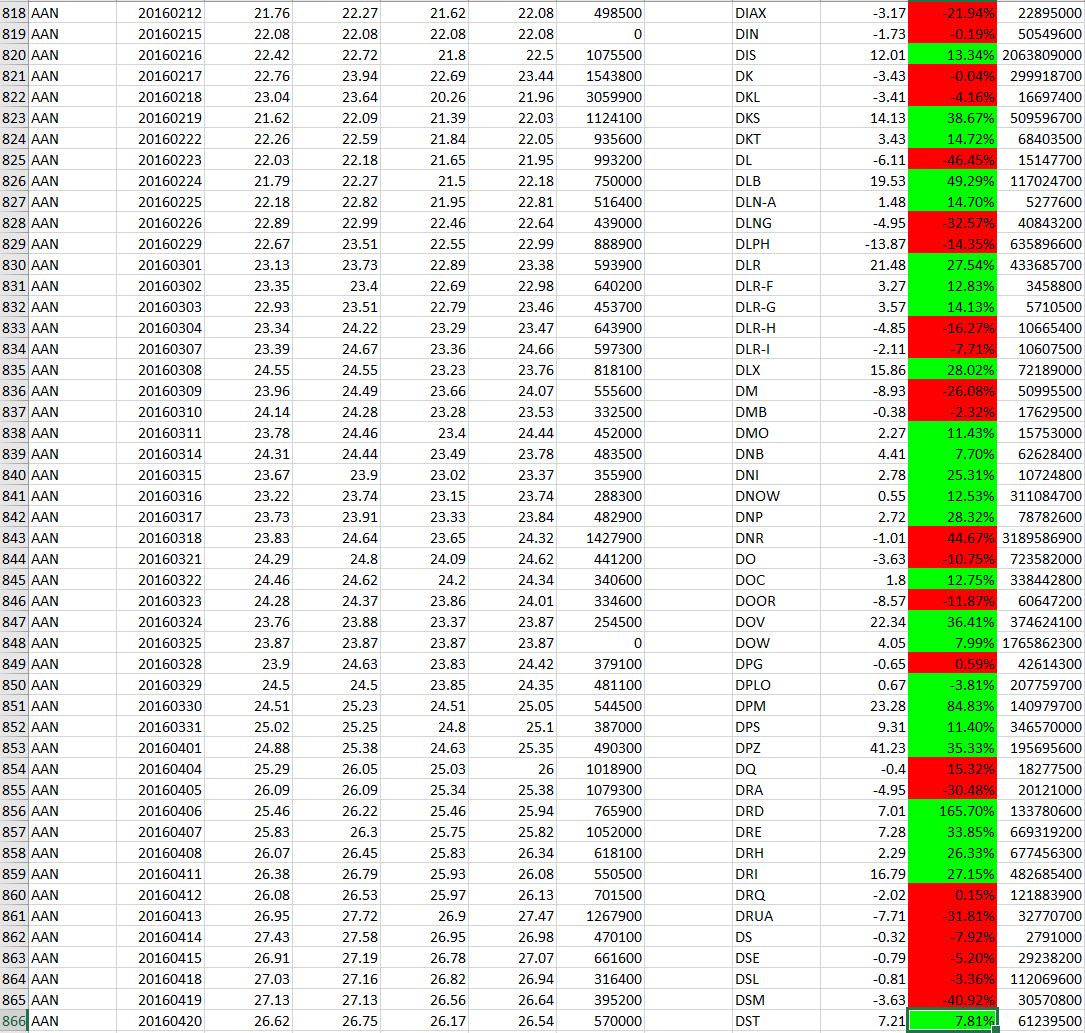 818 AAN 20160212 21.76 22.27 21.62 22.08 498500 DIAX -3.17 -21.94% 22895000
819 AAN 20160215 22.08 22.08 22.08 22.08 0 DIN -1.73 -0.19% 50549600
820 AAN 20160216 22.42 22.72 21.8 22.5 1075500 DIS 12.01 13.34% 2063809000
821 AAN 20160217 22.76 23.94 22.69 23.44 1543800 DK -3.43 -0.04% 299918700
822 AAN 20160218 23.04 23.64 20.26 21.96 3059900 DKL -3.41 -4.16% 16697400
823 AAN 20160219 21.62 22.09 21.39 22.03 1124100 DKS 14.13 38.67% 509596700
824 AAN 20160222 22.26 22.59 21.84 22.05 935600 DKT 3.43 14.72% 68403500
825 AAN 20160223 22.03 22.18 21.65 21.95 993200 DL -6.11 -46.45% 15147700
826 AAN 20160224 21.79 22.27 21.5 22.18 750000 DLB 19.53 49.29% 117024700
827 AAN 20160225 22.18 22.82 21.95 22.81 516400 DLN-A 1.48 14.70% 5277600
828 AAN 20160226 22.89 22.99 22.46 22.64 439000 DLNG -4.95 -32.57% 40843200
829 AAN 20160229 22.67 23.51 22.55 22.99 888900 DLPH -13.87 -14.35% 635896600
830 AAN 20160301 23.13 23.73 22.89 23.38 593900 DLR 21.48 27.54% 433685700
831 AAN 20160302 23.35 23.4 22.69 22.98 640200 DLR-F 3.27 12.83% 3458800
832 AAN 20160303 22.93 23.51 22.79 23.46 453700 DLR-G 3.57 14.13% 5710500
833 AAN 20160304 23.34 24.22 23.29 23.47 643900 DLR-H -4.85 -16.27% 10665400
834 AAN 20160307 23.39 24.67 23.36 24.66 597300 DLR-I -2.11 -7.71% 10607500
835 AAN 20160308 24.55 24.55 23.23 23.76 818100 DLX 15.86 28.02% 72189000
836 AAN 20160309 23.96 24.49 23.66 24.07 555600 DM -8.93 -26.08% 50995500
837 AAN 20160310 24.14 24.28 23.28 23.53 332500 DMB -0.38 -2.32% 17629500
838 AAN 20160311 23.78 24.46 23.4 24.44 452000 DMO 2.27 11.43% 15753000
839 AAN 20160314 24.31 24.44 23.49 23.78 483500 DNB 4.41 7.70% 62628400
840 AAN 20160315 23.67 23.9 23.02 23.37 355900 DNI 2.78 25.31% 10724800
841 AAN 20160316 23.22 23.74 23.15 23.74 288300 DNOW 0.55 12.53% 311084700
842 AAN 20160317 23.73 23.91 23.33 23.84 482900 DNP 2.72 28.32% 78782600
843 AAN 20160318 23.83 24.64 23.65 24.32 1427900 DNR -1.01 44.67% 3189586900
844 AAN 20160321 24.29 24.8 24.09 24.62 441200 DO -3.63 -10.75% 723582000
845 AAN 20160322 24.46 24.62 24.2 24.34 340600 DOC 1.8 12.75% 338442800
846 AAN 20160323 24.28 24.37 23.86 24.01 334600 DOOR -8.57 -11.87% 60647200
847 AAN 20160324 23.76 23.88 23.37 23.87 254500 DOV 22.34 36.41% 374624100
848 AAN 20160325 23.87 23.87 23.87 23.87 0 DOW 4.05 7.99% 1765862300
849 AAN 20160328 23.9 24.63 23.83 24.42 379100 DPG -0.65 0.59% 42614300
850 AAN 20160329 24.5 24.5 23.85 24.35 481100 DPLO 0.67 -3.81% 207759700
851 AAN 20160330 24.51 25.23 24.51 25.05 544500 DPM 23.28 84.83% 140979700
852 AAN 20160331 25.02 25.25 24.8 25.1 387000 DPS 9.31 11.40% 346570000
853 AAN 20160401 24.88 25.38 24.63 25.35 490300 DPZ 41.23 35.33% 195695600
854 AAN 20160404 25.29 26.05 25.03 26 1018900 DQ -0.4 15.32% 18277500
855 AAN 20160405 26.09 26.09 25.34 25.38 1079300 DRA -4.95 -30.48% 20121000
856 AAN 20160406 25.46 26.22 25.46 25.94 765900 DRD 7.01 165.70% 133780600
857 AAN 20160407 25.83 26.3 25.75 25.82 1052000 DRE 7.28 33.85% 669319200
858 AAN 20160408 26.07 26.45 25.83 26.34 618100 DRH 2.29 26.33% 677456300
859 AAN 20160411 26.38 26.79 25.93 26.08 550500 DRI 16.79 27.15% 482685400
860 AAN 20160412 26.08 26.53 25.97 26.13 701500 DRQ -2.02 0.15% 121883900
861 AAN 20160413 26.95 27.72 26.9 27.47 1267900 DRUA -7.71 -31.81% 32770700
862 AAN 20160414 27.43 27.58 26.95 26.98 470100 DS -0.32 -7.92% 2791000
863 AAN 20160415 26.91 27.19 26.78 27.07 661600 DSE -0.79 -5.20% 29238200
864 AAN 20160418 27.03 27.16 26.82 26.94 316400 DSL -0.81 -3.36% 112069600
865 AAN 20160419 27.13 27.13 26.56 26.64 395200 DSM -3.63 -40.92% 30570800
866 AAN 20160420 26.62 26.75 26.17 26.54 570000 DST 7.21 7.81% 61239500